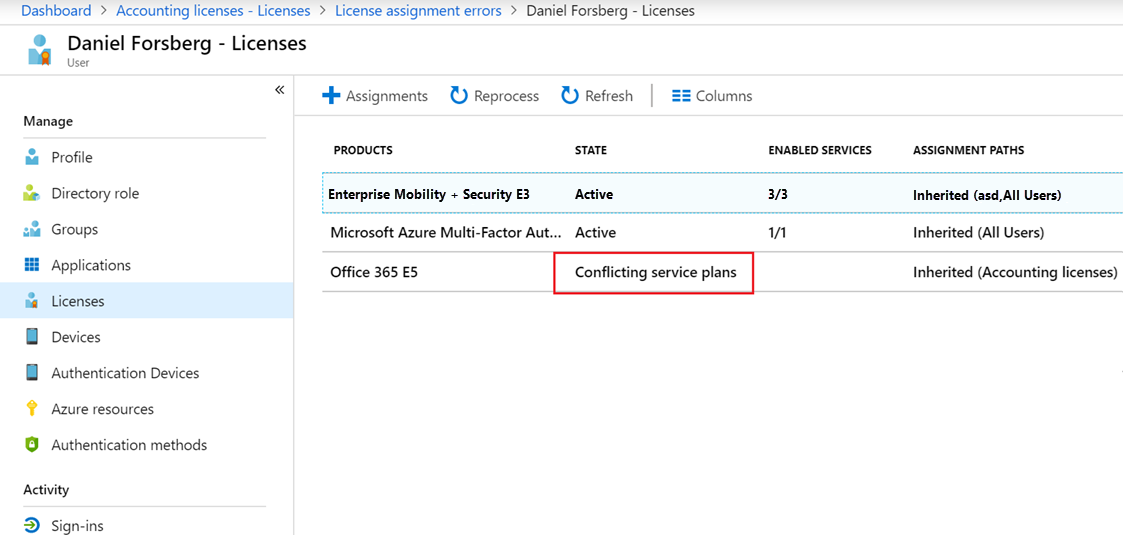 Dashboard > Accounting licenses - Licenses > License assignment errors > Daniel Forsberg - Licenses
Daniel Forsberg - Licenses
User
«
Manage
Profile
Directory role
Groups
Applications
Licenses
Devices
Authentication Devices
Azure resources
Authentication methods
Activity
Sign-ins
Assignments Reprocess Refresh Columns
PRODUCTS STATE ENABLED SERVICES ASSIGNMENT PATHS
Enterprise Mobility + Security E3 Active 3/3 Inherited (asd,All Users)
Microsoft Azure Multi-Factor Aut... Active 1/1 Inherited (All Users)
Office 365 E5 Conflicting service plans Inherited (Accounting licenses)